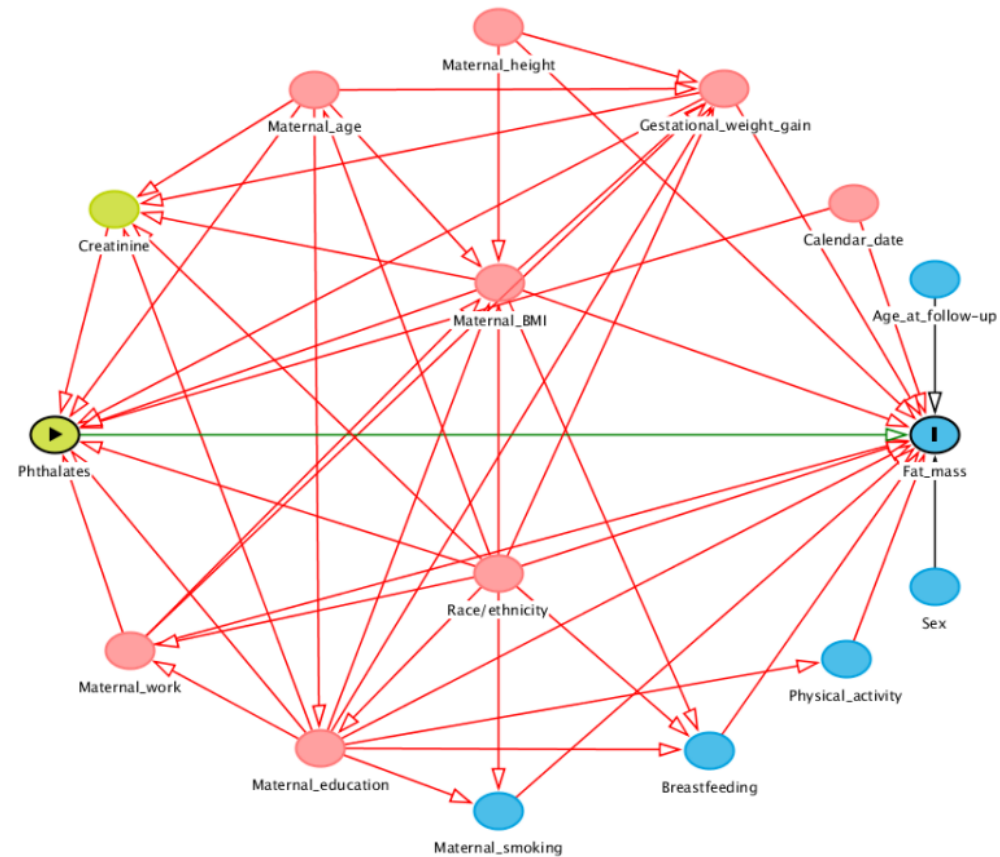 Maternal_height
Maternal_age
Gestational_weight_gain
Creatinine
Calendar_date
Age_at_follow-up
Maternal_BMI
Phthalates
Fat_mass
Race/ethnicity
Sex
Maternal_work
Physical_activity
Maternal_education
Breastfeeding
Maternal_smoking